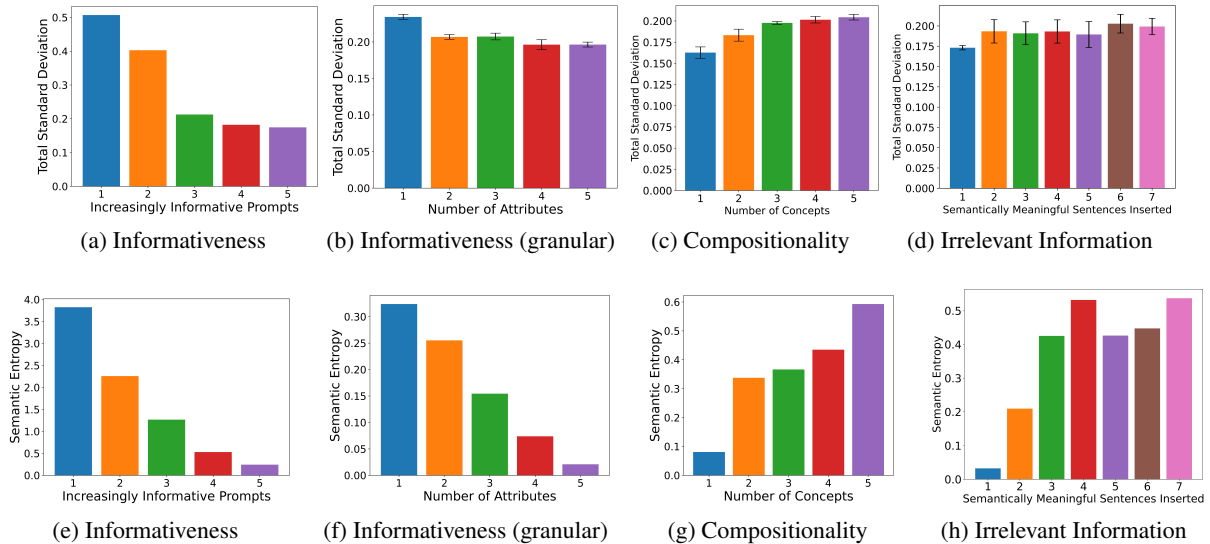 0.5
0.4
0.3
0.2
0.1
0.0
Total Standard Deviation
1 2 3 4 5
Increasingly Informative Prompts
(a) Informativeness
0.20
0.15
0.10
0.05
0.00
Total Standard Deviation
1 2 3 4 5
Number of Attributes
(b) Informativeness (granular)
0.200
0.175
0.150
0.125
0.100
0.075
0.050
0.025
0.000
Total Standard Deviation
1 2 3 4 5
Number of Concepts
(c) Compositionality
0.200
0.175
0.150
0.125
0.100
0.075
0.050
0.025
0.000
Total Standard Deviation
1 2 3 4 5 6 7
Semantically Meaningful Sentences Inserted
(d) Irrelevant Information
4.0
3.5
3.0
2.5
2.0
1.5
1.0
0.5
0.0
Semantic Entropy
1 2 3 4 5
Increasingly Informative Prompts
(e) Informativeness
0.30
0.25
0.20
0.15
0.10
0.05
0.00
Semantic Entropy
1 2 3 4 5
Number of Attributes
(f) Informativeness (granular)
0.6
0.5
0.4
0.3
0.2
0.1
0.0
Semantic Entropy
1 2 3 4 5
Number of Concepts
(g) Compositionality
0.5
0.4
0.3
0.2
0.1
0.0
Semantic Entropy
1 2 3 4 5 6 7
Semantically Meaningful Sentences Inserted
(h) Irrelevant Information